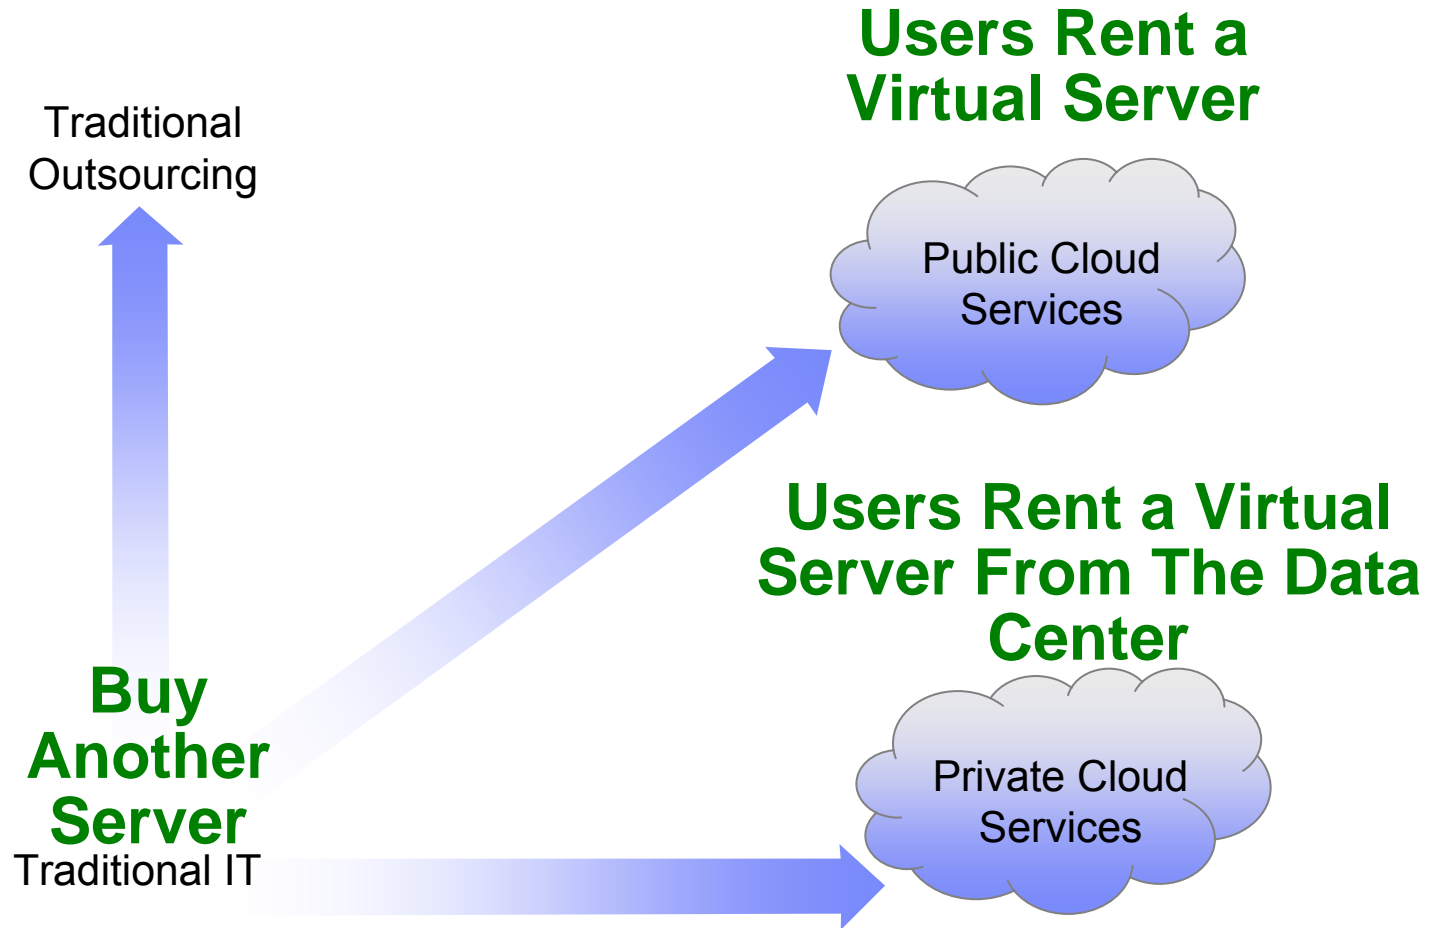 Users Rent a
Virtual Server
Traditional
Outsourcing
Public Cloud
Services
Users Rent a Virtual
Server From The Data
Center
Buy
Another
Server
Traditional IT
Private Cloud
Services